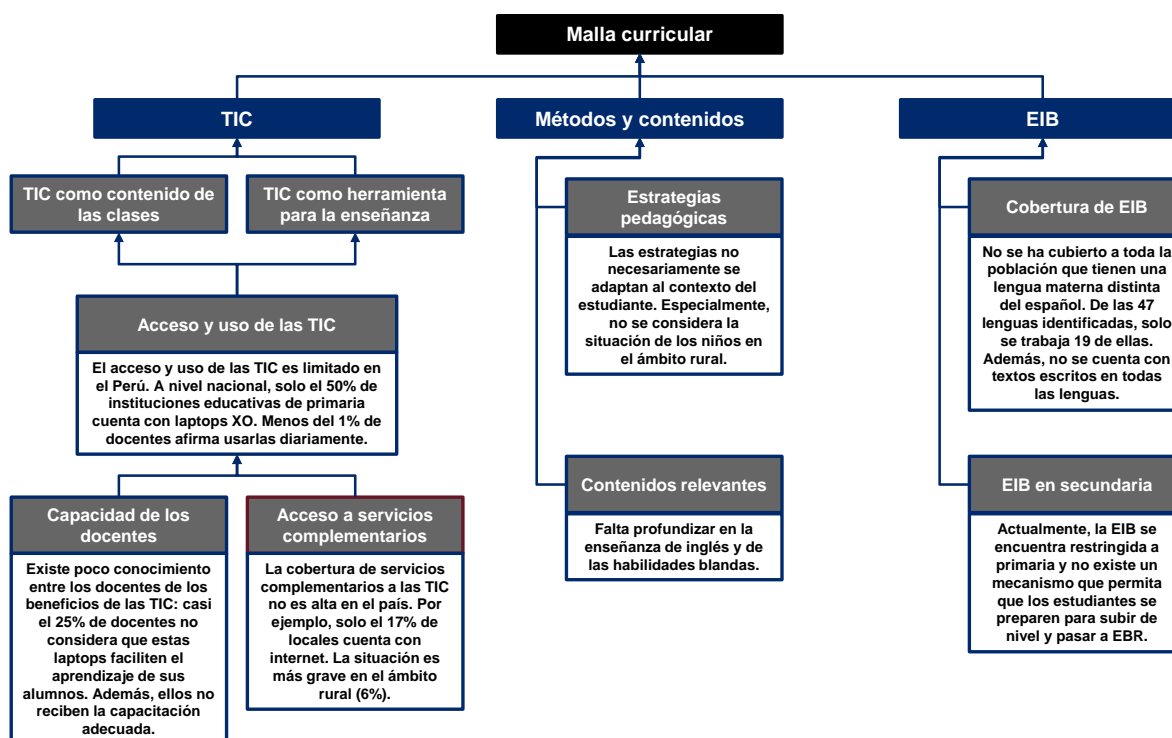 Malla curricular
TIC
Métodos y contenidos
EIB
TIC como contenido de
las clases
TIC como herramienta
para la enseñanza
Acceso y uso de las TIC
El acceso y uso de las TIC es limitado en
el Perú. A nivel nacional, solo el 50% de
instituciones educativas de primaria
cuenta con laptops XO. Menos del 1% de
docentes afirma usarlas diariamente.
Capacidad de los
docentes
Existe poco conocimiento
entre los docentes de los
beneficios de las TIC: casi
el 25% de docentes no
considera que estas
laptops faciliten el
aprendizaje de sus
alumnos. Además, ellos no
reciben la capacitación
adecuada.
Acceso a servicios
complementarios
La cobertura de servicios
complementarios a las TIC
no es alta en el país. Por
ejemplo, solo el 17% de
locales cuenta con
internet. La situación es
más grave en el ámbito
rural (6%).
Estrategias
pedagógicas
Las estrategias no
necesariamente se
adaptan al contexto del
estudiante. Especialmente,
no se considera la
situación de los niños en
el ámbito rural.
Contenidos relevantes
Falta profundizar en la
enseñanza de inglés y de
las habilidades blandas.
Cobertura de EIB
No se ha cubierto a toda la
población que tienen una
lengua materna distinta
del español. De las 47
lenguas identificadas, solo
se trabaja 19 de ellas.
Además, no se cuenta con
textos escritos en todas
las lenguas.
EIB en secundaria
Actualmente, la EIB se
encuentra restringida a
primaria y no existe un
mecanismo que permita
que los estudiantes se
preparen para subir de
nivel y pasar a EBR.